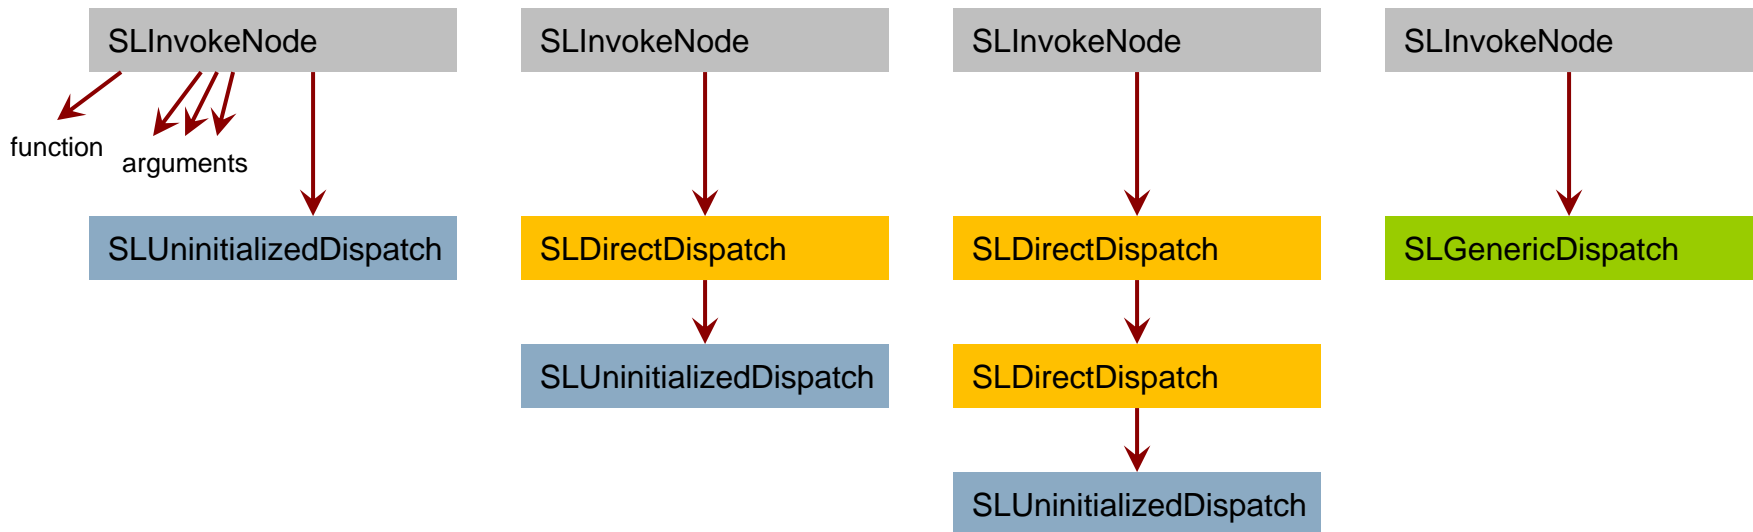 SLInvokeNode
SLInvokeNode
SLInvokeNode
SLInvokeNode
function
arguments
SLUninitializedDispatch
SLDirectDispatch
SLDirectDispatch
SLGenericDispatch
SLUninitializedDispatch
SLDirectDispatch
SLUninitializedDispatch